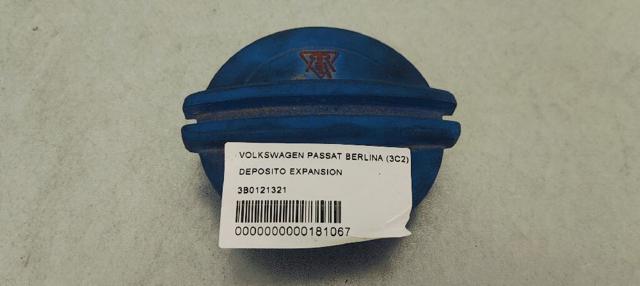 VOLKSWAGEN PASSAT BERLINA (3C2)
DEPOSITO EXPANSION
3B0121321
0000000000181067